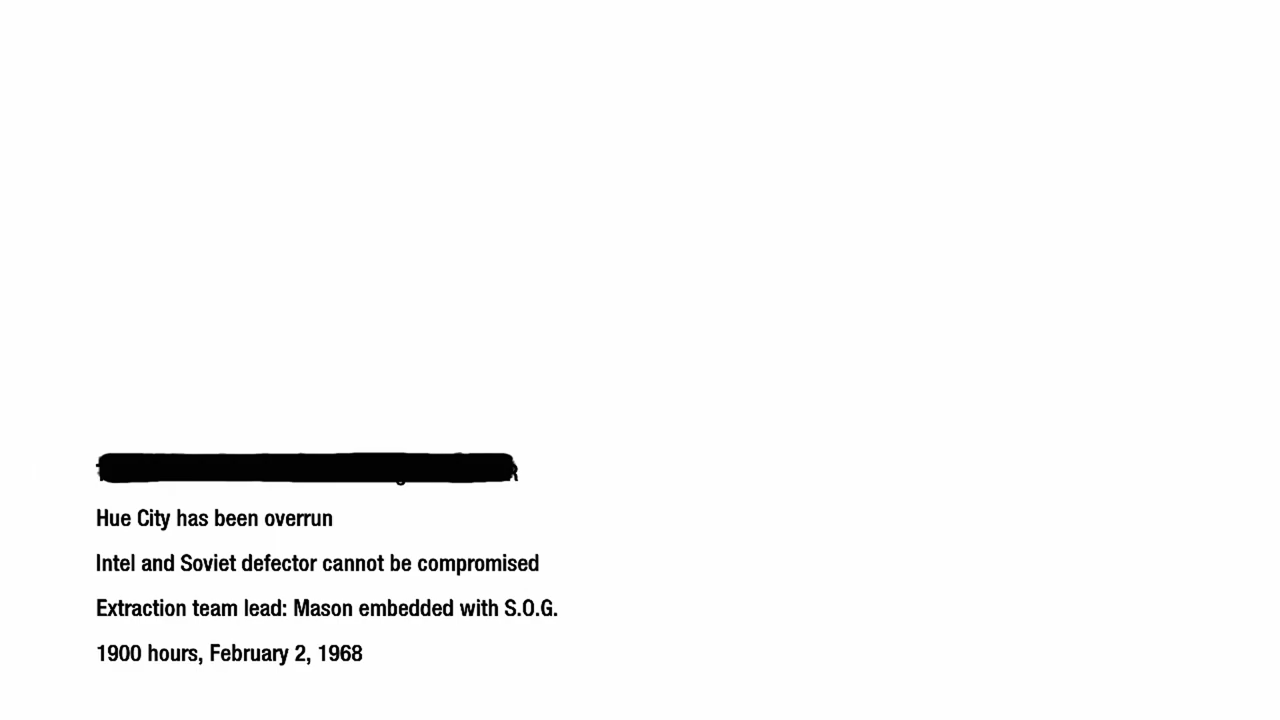 Hue City has been overrun
Intel and Soviet defector cannot be compromised
Extraction team lead: Mason embedded with S.O.G.
1900 hours, February 2, 1968